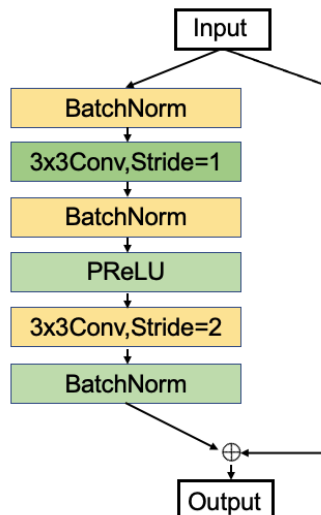 Input
BatchNorm
3x3Conv,Stride=1
BatchNorm
PReLU
3x3Conv,Stride=2
BatchNorm
Output